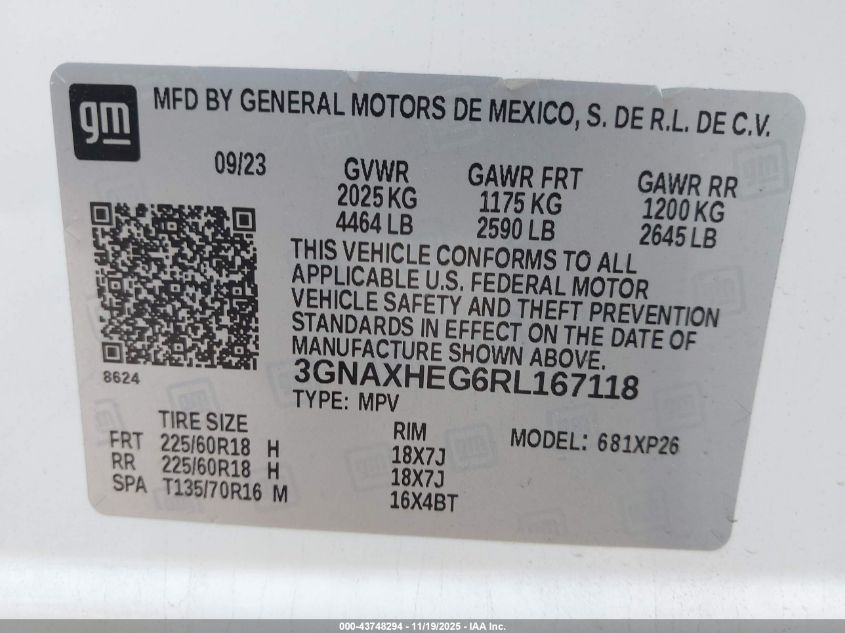 gm
MFD BY GENERAL MOTORS DE MEXICO, S. DE R.L. DE C.V.
09/23 GVWR GAWR FRT GAWR RR
2025 KG 1175 KG 1200 KG
4464 LB 2590 LB 2645 LB
THIS VEHICLE CONFORMS TO ALL
APPLICABLE U.S. FEDERAL MOTOR
VEHICLE SAFETY AND THEFT PREVENTION
STANDARDS IN EFFECT ON THE DATE OF
MANUFACTURE SHOWN ABOVE.
8624
3GNAXHEG6RL167118
TYPE: MPV
TIRE SIZE RIM MODEL: 681XP26
FRT 225/60R18 H 18X7J
RR 225/60R18 H 18X7J
SPA T135/70R16 M 16X4BT
000-43748294 - 11/19/2025 - IAA Inc.